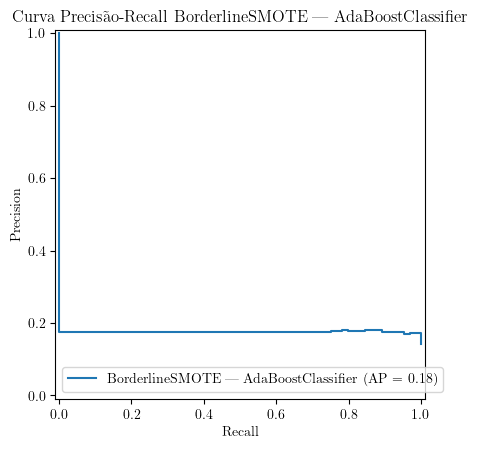 Curva Precisão-Recall BorderlineSMOTE — AdaBoostClassifier
1.0
0.8
0.6
0.4
0.2
0.0
Precision
BorderlineSMOTE — AdaBoostClassifier (AP = 0.18)
0.0 0.2 0.4 0.6 0.8 1.0
Recall